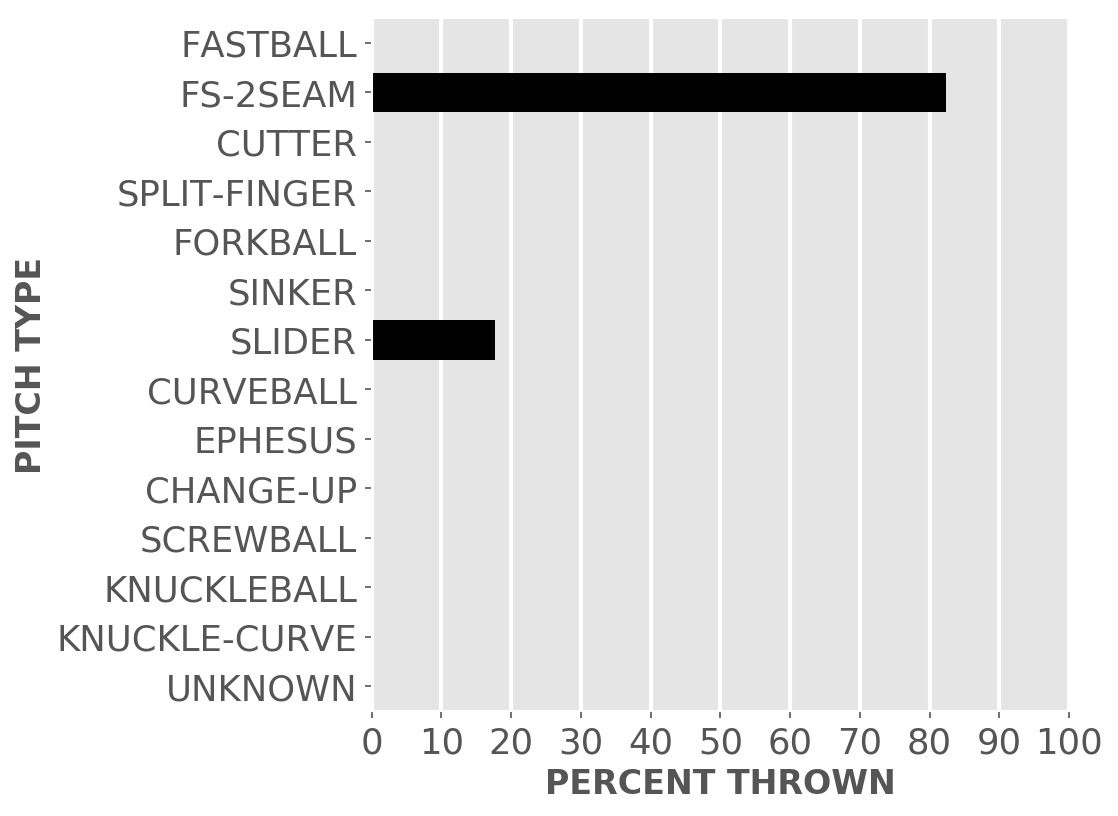 FASTBALL
FS-2SEAM
CUTTER
SPLIT-FINGER
FORKBALL
SINKER
SLIDER
CURVEBALL
EPHESUS
CHANGE-UP
SCREWBALL
KNUCKLEBALL
KNUCKLE-CURVE
UNKNOWN
PITCH TYPE
0 10 20 30 40 50 60 70 80 90 100
PERCENT THROWN